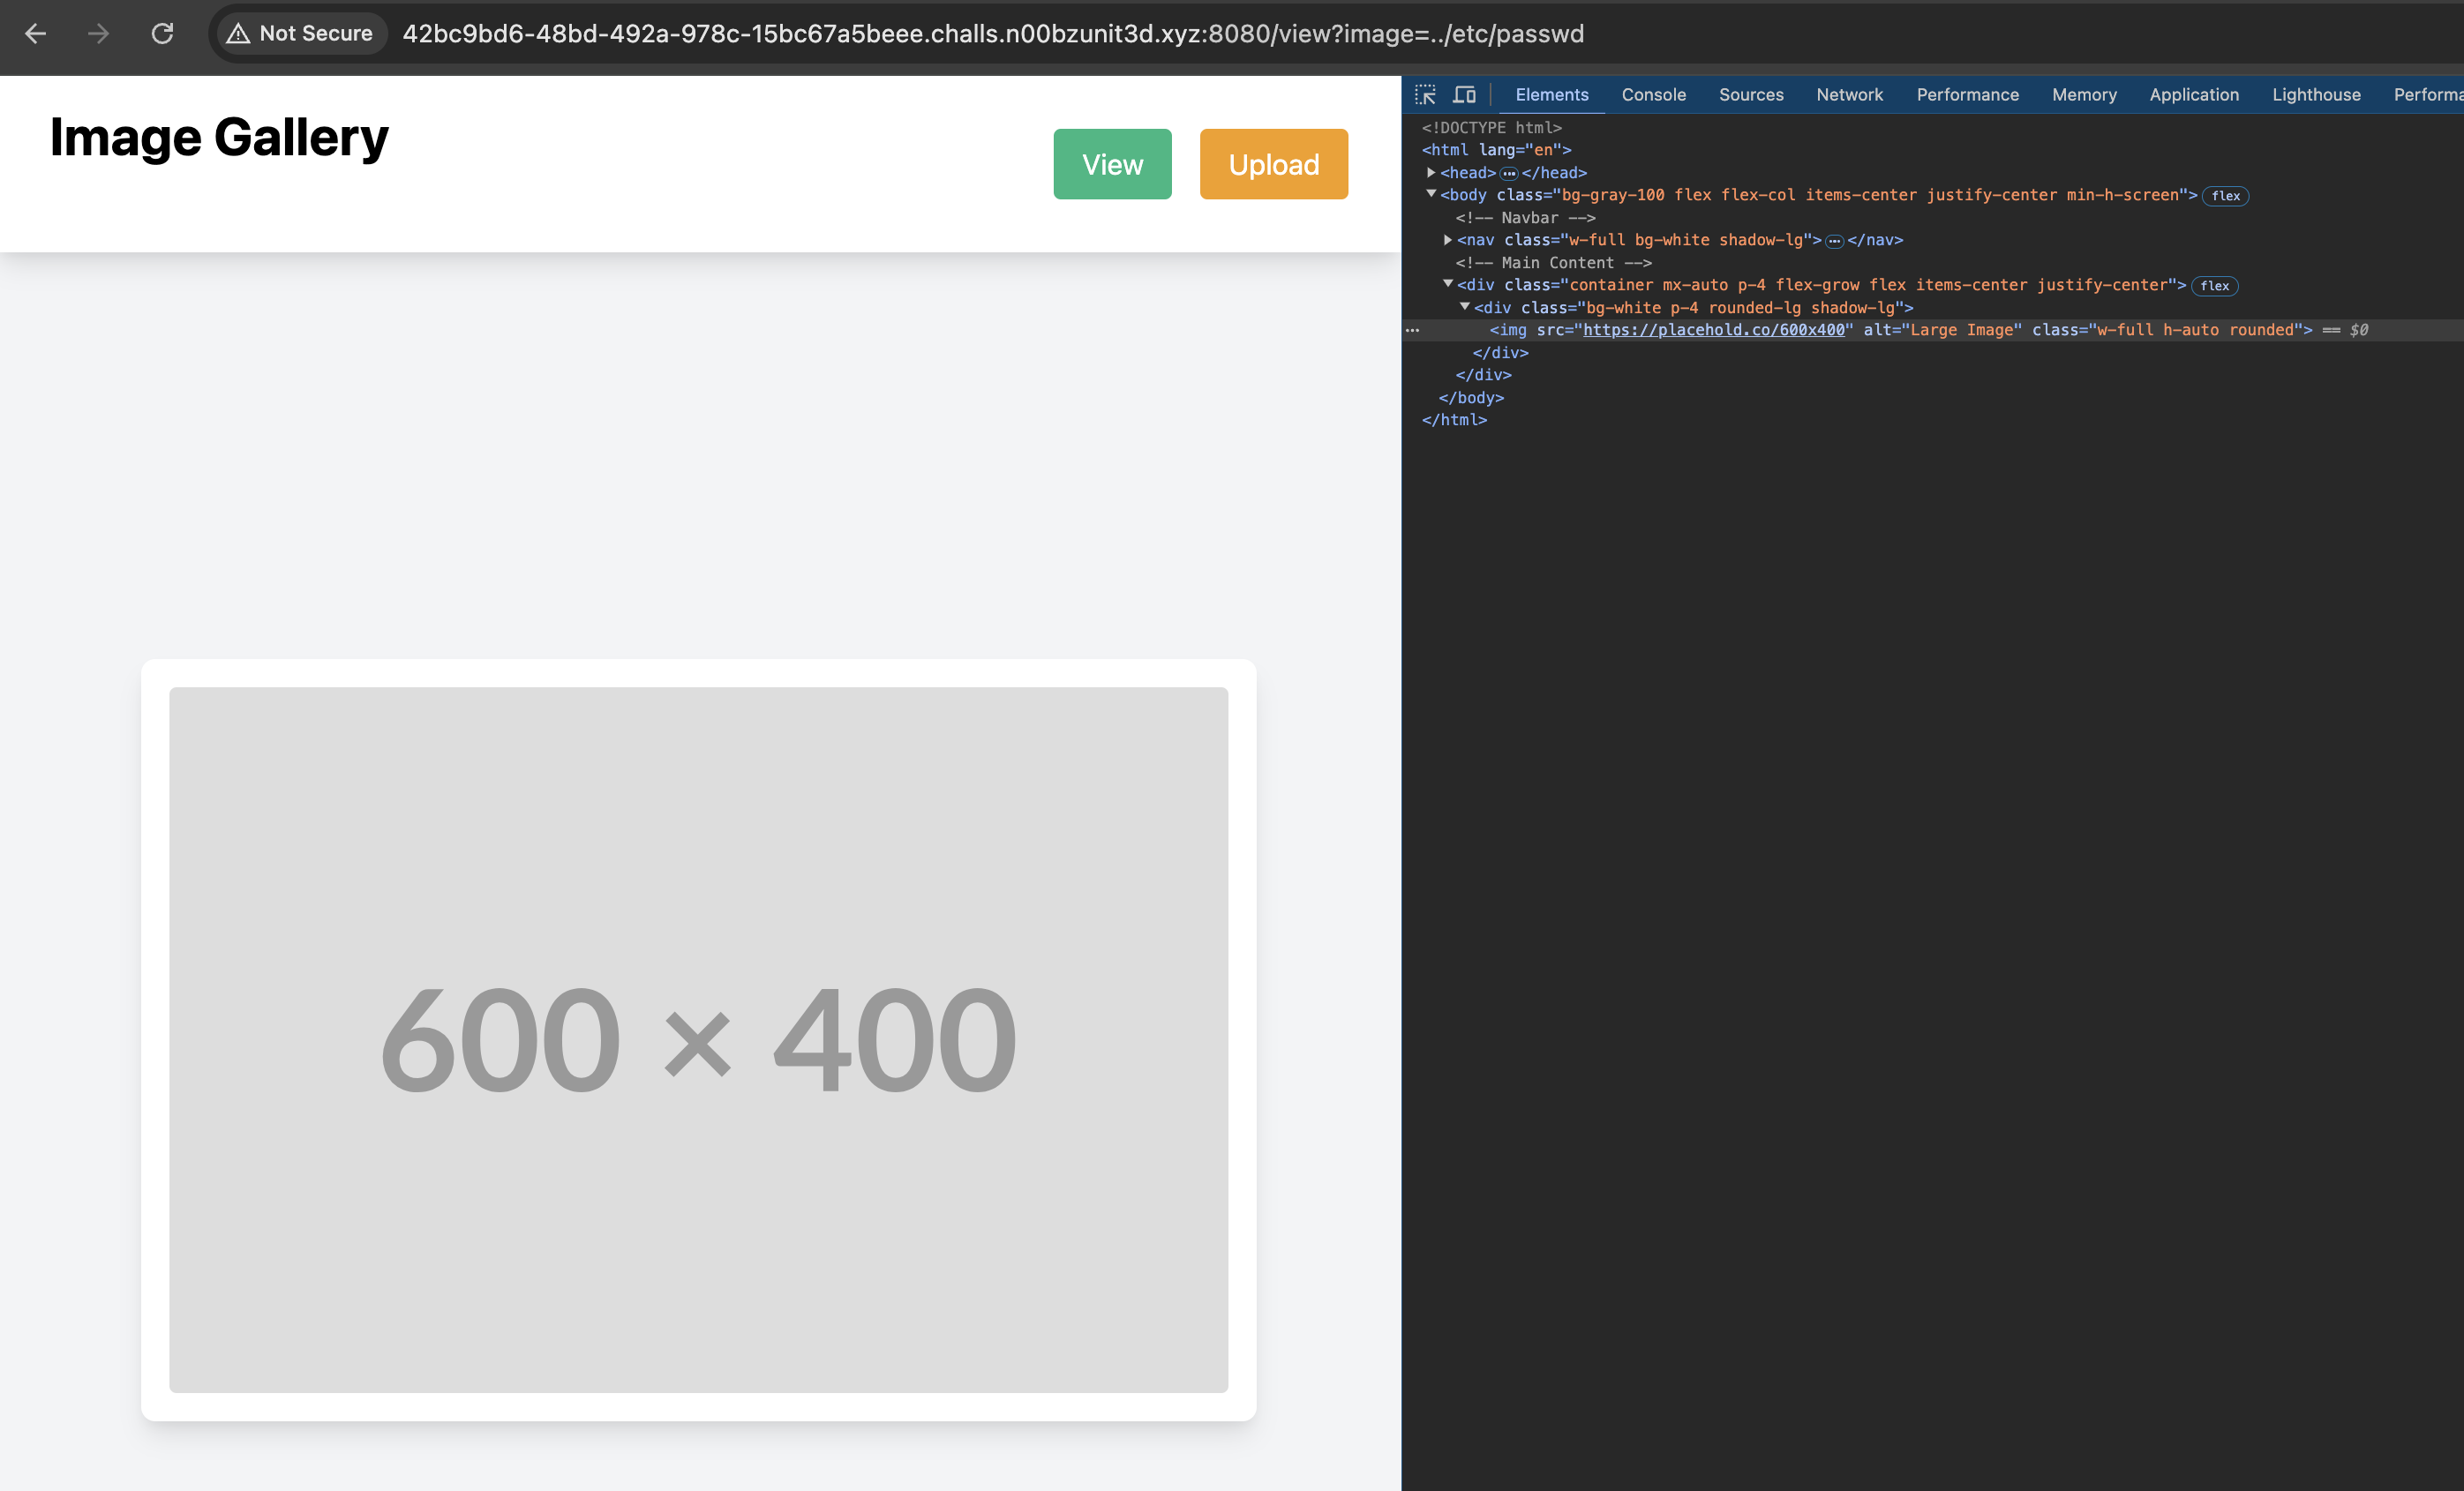 Not Secure 42bc9bd6-48bd-492a-978c-15bc67a5beee.challs.n00bzunit3d.xyz:8080/view?image=../etc/passwd
Image Gallery
View
Upload
600 × 400
Elements Console Sources Network Performance Memory Application Lighthouse Performa
<!DOCTYPE html>
<html lang="en">
<head> ••• </head>
<body class="bg-gray-100 flex flex-col items-center justify-center min-h-screen"> flex
<!-- Navbar -->
<nav class="w-full bg-white shadow-lg"> ••• </nav>
<!-- Main Content -->
<div class="container mx-auto p-4 flex-grow flex items-center justify-center"> flex
<div class="bg-white p-4 rounded-lg shadow-lg">
<img src="https://placehold.co/600x400" alt="Large Image" class="w-full h-auto rounded"> == $0
</div>
</div>
</body>
</html>